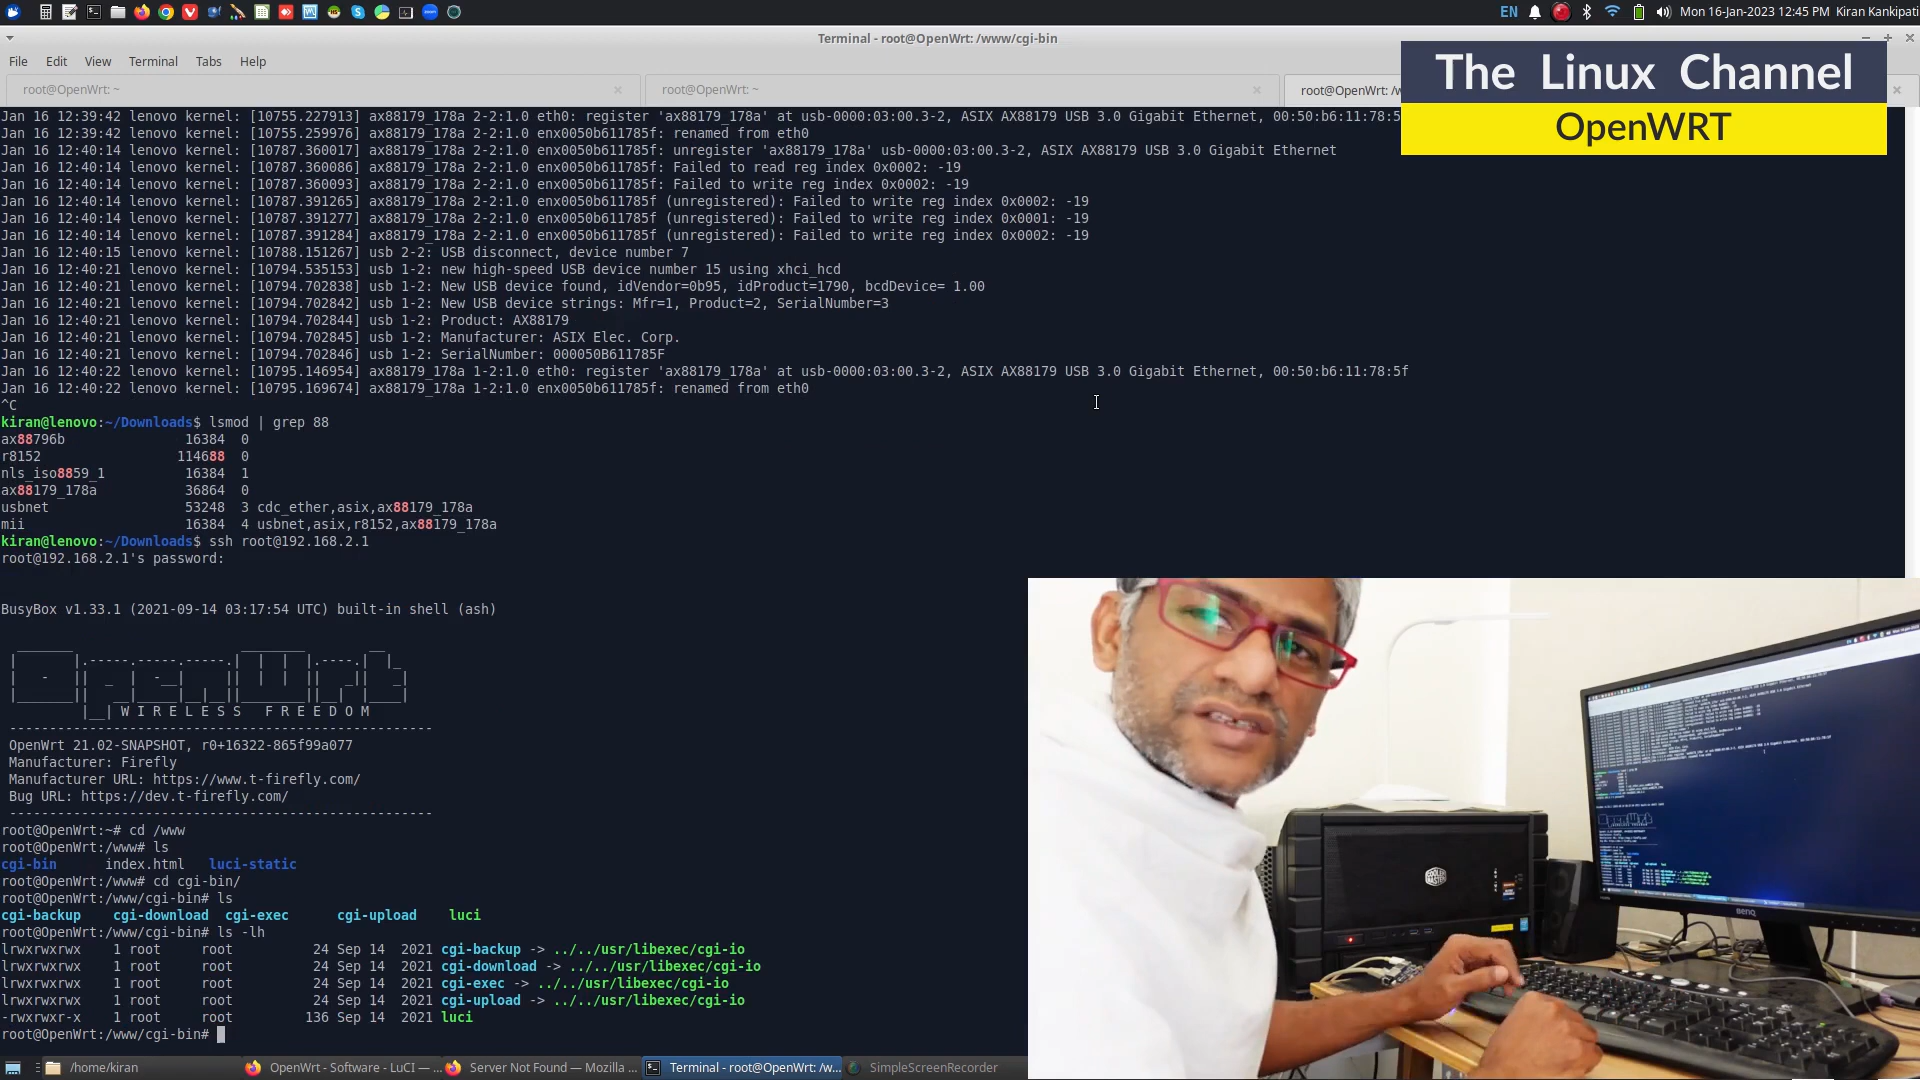 EN Mon 16-Jan-2023 12:45 PM Kiran Kankipati
Terminal - root@OpenWrt: /www/cgi-bin
File Edit View Terminal Tabs Help
root@OpenWrt: ~ root@OpenWrt: ~ root@OpenWrt: /w
The Linux Channel
OpenWRT
Jan 16 12:39:42 lenovo kernel: [10755.227913] ax88179_178a 2-2:1.0 eth0: register 'ax88179_178a' at usb-0000:03:00.3-2, ASIX AX88179 USB 3.0 Gigabit Ethernet, 00:50:b6:11:78:5
Jan 16 12:39:42 lenovo kernel: [10755.259976] ax88179_178a 2-2:1.0 enx0050b611785f: renamed from eth0
Jan 16 12:40:14 lenovo kernel: [10787.360017] ax88179_178a 2-2:1.0 enx0050b611785f: unregister 'ax88179_178a' usb-0000:03:00.3-2, ASIX AX88179 USB 3.0 Gigabit Ethernet
Jan 16 12:40:14 lenovo kernel: [10787.360086] ax88179_178a 2-2:1.0 enx0050b611785f: Failed to read reg index 0x0002: -19
Jan 16 12:40:14 lenovo kernel: [10787.360093] ax88179_178a 2-2:1.0 enx0050b611785f: Failed to write reg index 0x0002: -19
Jan 16 12:40:14 lenovo kernel: [10787.391265] ax88179_178a 2-2:1.0 enx0050b611785f (unregistered): Failed to write reg index 0x0002: -19
Jan 16 12:40:14 lenovo kernel: [10787.391277] ax88179_178a 2-2:1.0 enx0050b611785f (unregistered): Failed to write reg index 0x0001: -19
Jan 16 12:40:14 lenovo kernel: [10787.391284] ax88179_178a 2-2:1.0 enx0050b611785f (unregistered): Failed to write reg index 0x0002: -19
Jan 16 12:40:15 lenovo kernel: [10788.151267] usb 2-2: USB disconnect, device number 7
Jan 16 12:40:21 lenovo kernel: [10794.535153] usb 1-2: new high-speed USB device number 15 using xhci_hcd
Jan 16 12:40:21 lenovo kernel: [10794.702838] usb 1-2: New USB device found, idVendor=0b95, idProduct=1790, bcdDevice= 1.00
Jan 16 12:40:21 lenovo kernel: [10794.702842] usb 1-2: New USB device strings: Mfr=1, Product=2, SerialNumber=3
Jan 16 12:40:21 lenovo kernel: [10794.702844] usb 1-2: Product: AX88179
Jan 16 12:40:21 lenovo kernel: [10794.702845] usb 1-2: Manufacturer: ASIX Elec. Corp.
Jan 16 12:40:21 lenovo kernel: [10794.702846] usb 1-2: SerialNumber: 000050B611785F
Jan 16 12:40:22 lenovo kernel: [10795.146954] ax88179_178a 1-2:1.0 eth0: register 'ax88179_178a' at usb-0000:03:00.3-2, ASIX AX88179 USB 3.0 Gigabit Ethernet, 00:50:b6:11:78:5f
Jan 16 12:40:22 lenovo kernel: [10795.169674] ax88179_178a 1-2:1.0 enx0050b611785f: renamed from eth0
^C
kiran@lenovo:~/Downloads$ lsmod | grep 88
ax88796b 16384 0
r8152 114688 0
nls_iso8859_1 16384 1
ax88179_178a 36864 0
usbnet 53248 3 cdc_ether,asix,ax88179_178a
mii 16384 4 usbnet,asix,r8152,ax88179_178a
kiran@lenovo:~/Downloads$ ssh root@192.168.2.1
root@192.168.2.1's password:
BusyBox v1.33.1 (2021-09-14 03:17:54 UTC) built-in shell (ash)
OpenWrt
W I R E L E S S F R E E D O M
OpenWrt 21.02-SNAPSHOT, r0+16322-865f99a077
Manufacturer: Firefly
Manufacturer URL: https://www.t-firefly.com/
Bug URL: https://dev.t-firefly.com/
root@OpenWrt:~# cd /www
root@OpenWrt:/www# ls
cgi-bin index.html luci-static
root@OpenWrt:/www# cd cgi-bin/
root@OpenWrt:/www/cgi-bin# ls
cgi-backup cgi-download cgi-exec cgi-upload luci
root@OpenWrt:/www/cgi-bin# ls -lh
lrwxrwxrwx 1 root root 24 Sep 14 2021 cgi-backup -> ../../usr/libexec/cgi-io
lrwxrwxrwx 1 root root 24 Sep 14 2021 cgi-download -> ../../usr/libexec/cgi-io
lrwxrwxrwx 1 root root 24 Sep 14 2021 cgi-exec -> ../../usr/libexec/cgi-io
lrwxrwxrwx 1 root root 24 Sep 14 2021 cgi-upload -> ../../usr/libexec/cgi-io
-rwxrwxr-x 1 root root 136 Sep 14 2021 luci
root@OpenWrt:/www/cgi-bin#
COOLER MASTER
BenQ
/home/kiran OpenWrt - Software - LuCI — ... Server Not Found — Mozilla ... Terminal - root@OpenWrt: /w... SimpleScreenRecorder